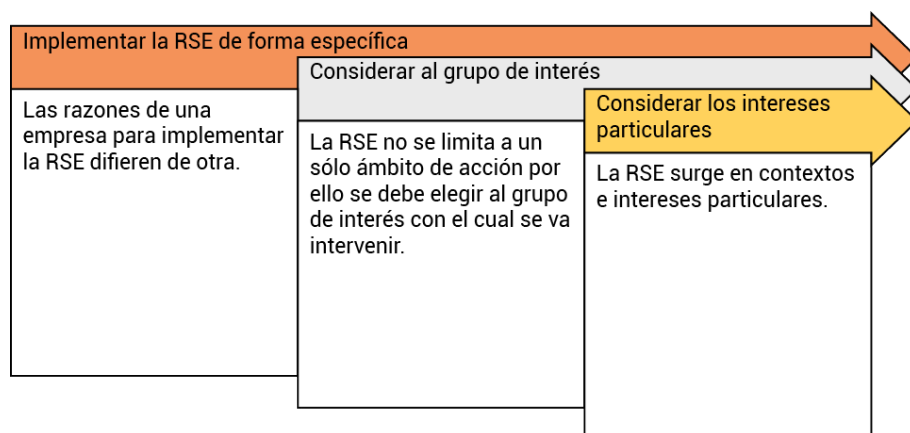 Implementar la RSE de forma específica
Las razones de una
empresa para implementar
la RSE difieren de otra.
Considerar al grupo de interés
La RSE no se limita a un
sólo ámbito de acción por
ello se debe elegir al grupo
de interés con el cual se va
intervenir.
Considerar los intereses
particulares
La RSE surge en contextos
e intereses particulares.